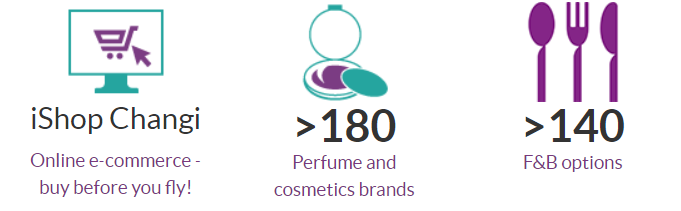 iShop Changi
Online e-commerce -
buy before you fly!
>180
Perfume and
cosmetics brands
>140
F&B options